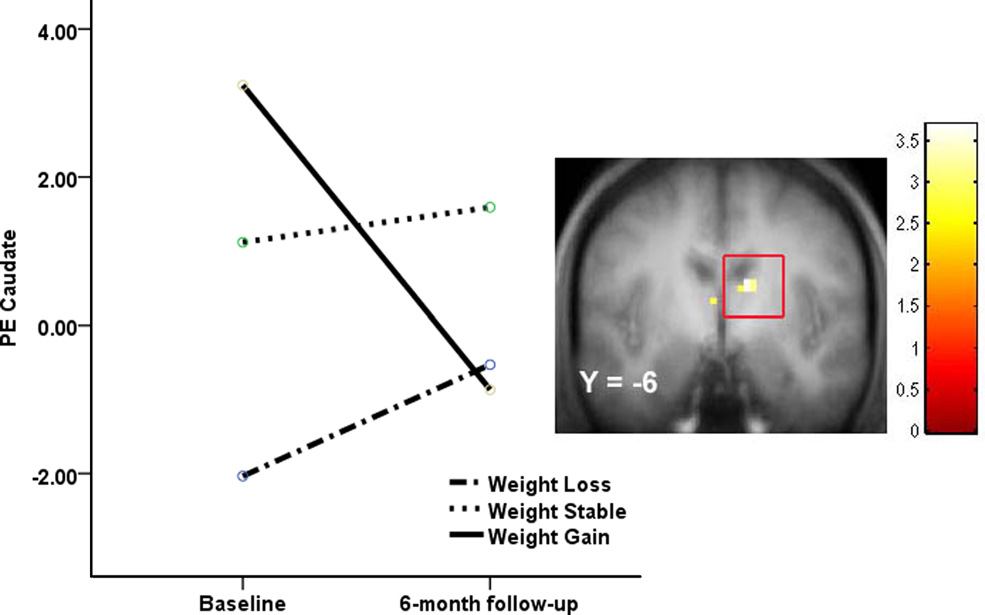 4.00
2.00
0.00
-2.00
PE Caudate
Baseline
6-month follow-up
Weight Loss
Weight Stable
Weight Gain
Y = -6
3.5
3
2.5
2
1.5
1
0.5
0